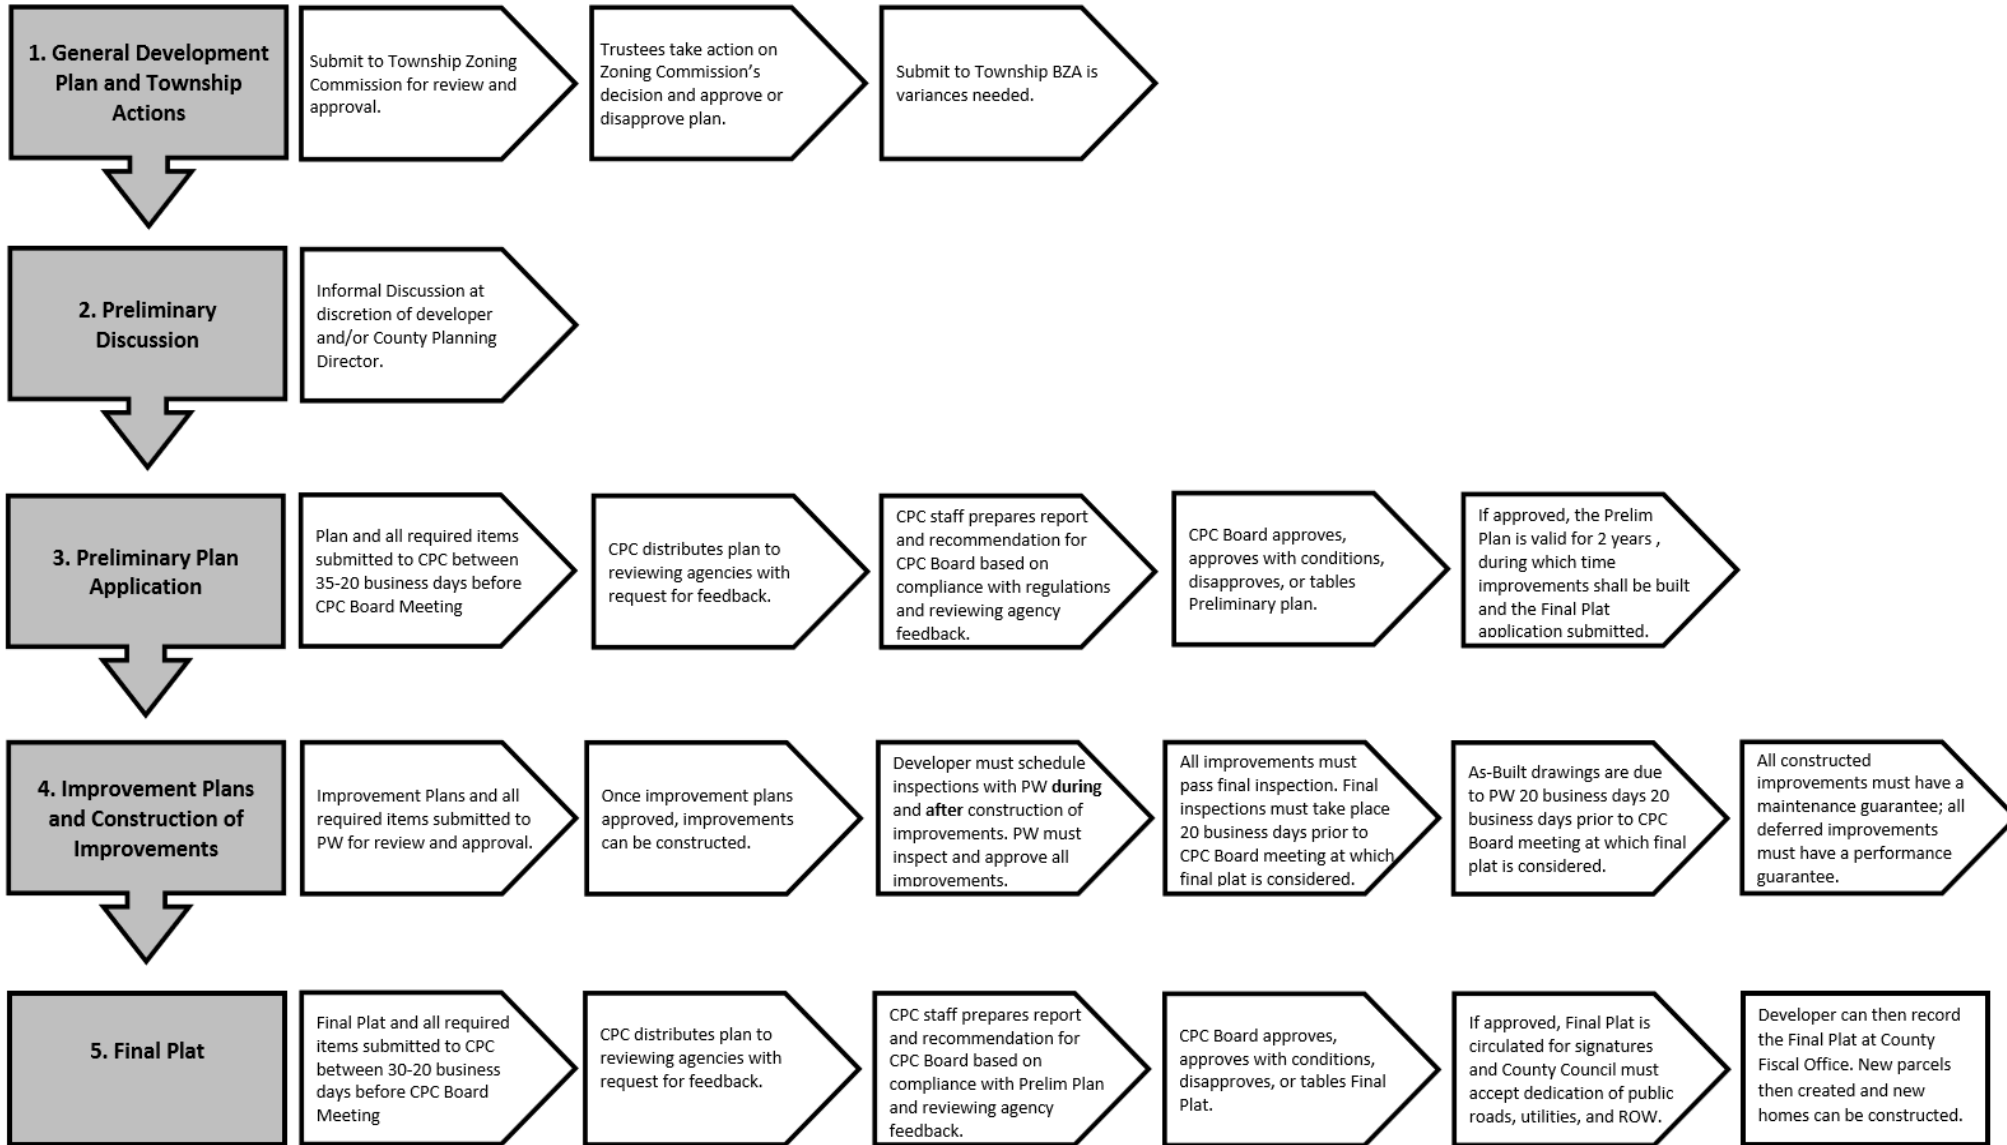 1. General Development
Plan and Township
Actions
Submit to Township Zoning
Commission for review and
approval.
Trustees take action on
Zoning Commission's
decision and approve or
disapprove plan.
Submit to Township BZA is
variances needed.
2. Preliminary
Discussion
Informal Discussion at
discretion of developer
and/or County Planning
Director.
3. Preliminary Plan
Application
Plan and all required items
submitted to CPC between
35-20 business days before
CPC Board Meeting
CPC distributes plan to
reviewing agencies with
request for feedback.
CPC staff prepares report
and recommendation for
CPC Board based on
compliance with regulations
and reviewing agency
feedback.
CPC Board approves,
approves with conditions,
disapproves, or tables
Preliminary plan.
If approved, the Prelim
Plan is valid for 2 years ,
during which time
improvements shall be built
and the Final Plat
application submitted.
4. Improvement Plans
and Construction of
Improvements
Improvement Plans and all
required items submitted to
PW for review and approval.
Once improvement plans
approved, improvements
can be constructed.
Developer must schedule
inspections with PW during
and after construction of
improvements. PW must
inspect and approve all
improvements.
All improvements must
pass final inspection. Final
inspections must take place
20 business days prior to
CPC Board meeting at which
final plat is considered.
As-Built drawings are due
to PW 20 business days 20
business days prior to CPC
Board meeting at which final
plat is considered.
All constructed
improvements must have a
maintenance guarantee; all
deferred improvements
must have a performance
guarantee.
5. Final Plat
Final Plat and all required
items submitted to CPC
between 30-20 business
days before CPC Board
Meeting
CPC distributes plan to
reviewing agencies with
request for feedback.
CPC staff prepares report
and recommendation for
CPC Board based on
compliance with Prelim Plan
and reviewing agency
feedback.
CPC Board approves,
approves with conditions,
disapproves, or tables Final
Plat.
If approved, Final Plat is
circulated for signatures
and County Council must
accept dedication of public
roads, utilities, and ROW.
Developer can then record
the Final Plat at County
Fiscal Office. New parcels
then created and new
homes can be constructed.